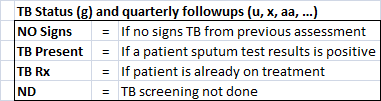 TB Status (g) and quarterly followups (u, x, aa, ...)
NO Signs = If no signs TB from previous assessment
TB Present = If a patient sputum test results is positive
TB Rx = If patient is already on treatment
ND = TB screening not done